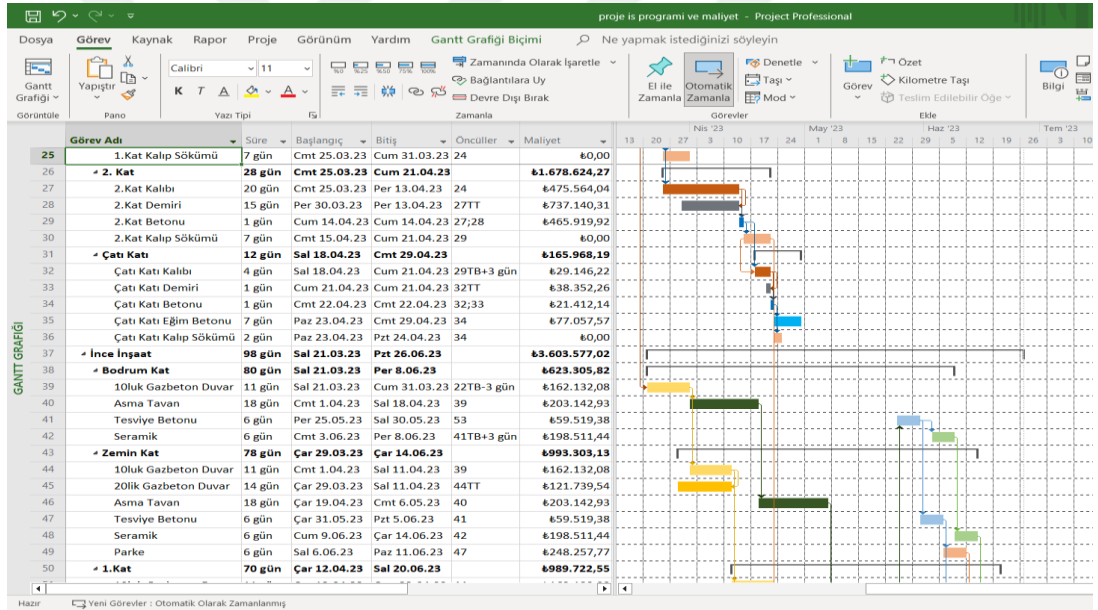 proje is programi ve maliyet - Project Professional
Dosya Görev Kaynak Rapor Proje Görünüm Yardım Gantt Grafiği Biçimi Ne yapmak istediğinizi söyleyin
Gantt Grafiği
Yapıştır
Calibri 11
K T A
%0 %25 %50 75% 100%
Zamanında Olarak İşaretle
Bağlantılara Uy
Devre Dışı Bırak
El ile Zamanla
Otomatik Zamanla
Denetle
Taşı
Mod
Görev
Özet
Kilometre Taşı
Teslim Edilebilir Öğe
Bilgi
Görüntüle Pano Yazı Tipi Zamanla Görevler Ekle
Görev Adı Süre Başlangıç Bitiş Öncüller Maliyet
Nis '23 May '23 Haz '23 Tem '23
13 20 27 3 10 17 24 1 8 15 22 29 5 12 19 26 3 10
GANTT GRAFIĞI
25 1.Kat Kalıp Sökümü 7 gün Cmt 25.03.23 Cum 31.03.23 24 ₺0,00
26 2. Kat 28 gün Cmt 25.03.23 Cum 21.04.23 ₺1.678.624,27
27 2.Kat Kalıbı 20 gün Cmt 25.03.23 Per 13.04.23 24 ₺475.564,04
28 2.Kat Demiri 15 gün Per 30.03.23 Per 13.04.23 27TT ₺737.140,31
29 2.Kat Betonu 1 gün Cum 14.04.23 Cum 14.04.23 27;28 ₺465.919,92
30 2.Kat Kalıp Sökümü 7 gün Cmt 15.04.23 Cum 21.04.23 29 ₺0,00
31 Çatı Katı 12 gün Sal 18.04.23 Cmt 29.04.23 ₺165.968,19
32 Çatı Katı Kalıbı 4 gün Sal 18.04.23 Cum 21.04.23 29TB+3 gün ₺29.146,22
33 Çatı Katı Demiri 1 gün Cum 21.04.23 Cum 21.04.23 32TT ₺38.352,26
34 Çatı Katı Betonu 1 gün Cmt 22.04.23 Cmt 22.04.23 32;33 ₺21.412,14
35 Çatı Katı Eğim Betonu 7 gün Paz 23.04.23 Cmt 29.04.23 34 ₺77.057,57
36 Çatı Katı Kalıp Sökümü 2 gün Paz 23.04.23 Pzt 24.04.23 34 ₺0,00
37 İnce İnşaat 98 gün Sal 21.03.23 Pzt 26.06.23 ₺3.603.577,02
38 Bodrum Kat 80 gün Sal 21.03.23 Per 8.06.23 ₺623.305,82
39 10luk Gazbeton Duvar 11 gün Sal 21.03.23 Cum 31.03.23 22TB-3 gün ₺162.132,08
40 Asma Tavan 18 gün Cmt 1.04.23 Sal 18.04.23 39 ₺203.142,93
41 Tesviye Betonu 6 gün Per 25.05.23 Sal 30.05.23 53 ₺59.519,38
42 Seramik 6 gün Cmt 3.06.23 Per 8.06.23 41TB+3 gün ₺198.511,44
43 Zemin Kat 78 gün Çar 29.03.23 Çar 14.06.23 ₺993.303,13
44 10luk Gazbeton Duvar 11 gün Cmt 1.04.23 Sal 11.04.23 39 ₺162.132,08
45 20lik Gazbeton Duvar 14 gün Çar 29.03.23 Sal 11.04.23 44TT ₺121.739,54
46 Asma Tavan 18 gün Çar 19.04.23 Cmt 6.05.23 40 ₺203.142,93
47 Tesviye Betonu 6 gün Çar 31.05.23 Pzt 5.06.23 41 ₺59.519,38
48 Seramik 6 gün Cum 9.06.23 Çar 14.06.23 42 ₺198.511,44
49 Parke 6 gün Sal 6.06.23 Paz 11.06.23 47 ₺248.257,77
50 1.Kat 70 gün Çar 12.04.23 Sal 20.06.23 ₺989.722,55
Hazır Yeni Görevler : Otomatik Olarak Zamanlanmış